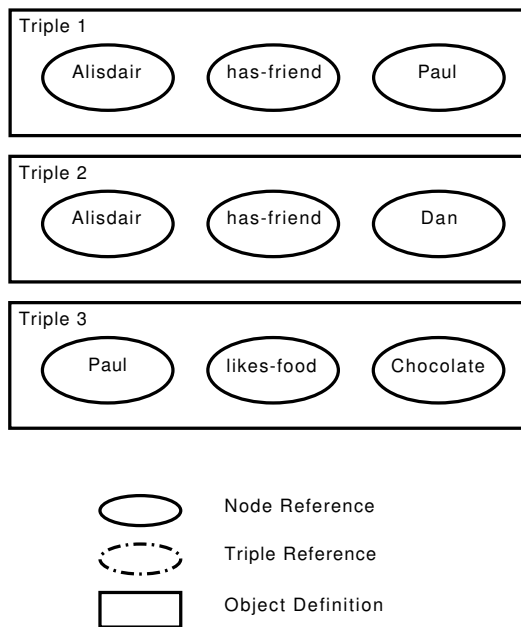 Triple 1
Alisdair has-friend Paul
Triple 2
Alisdair has-friend Dan
Triple 3
Paul likes-food Chocolate
Node Reference
Triple Reference
Object Definition